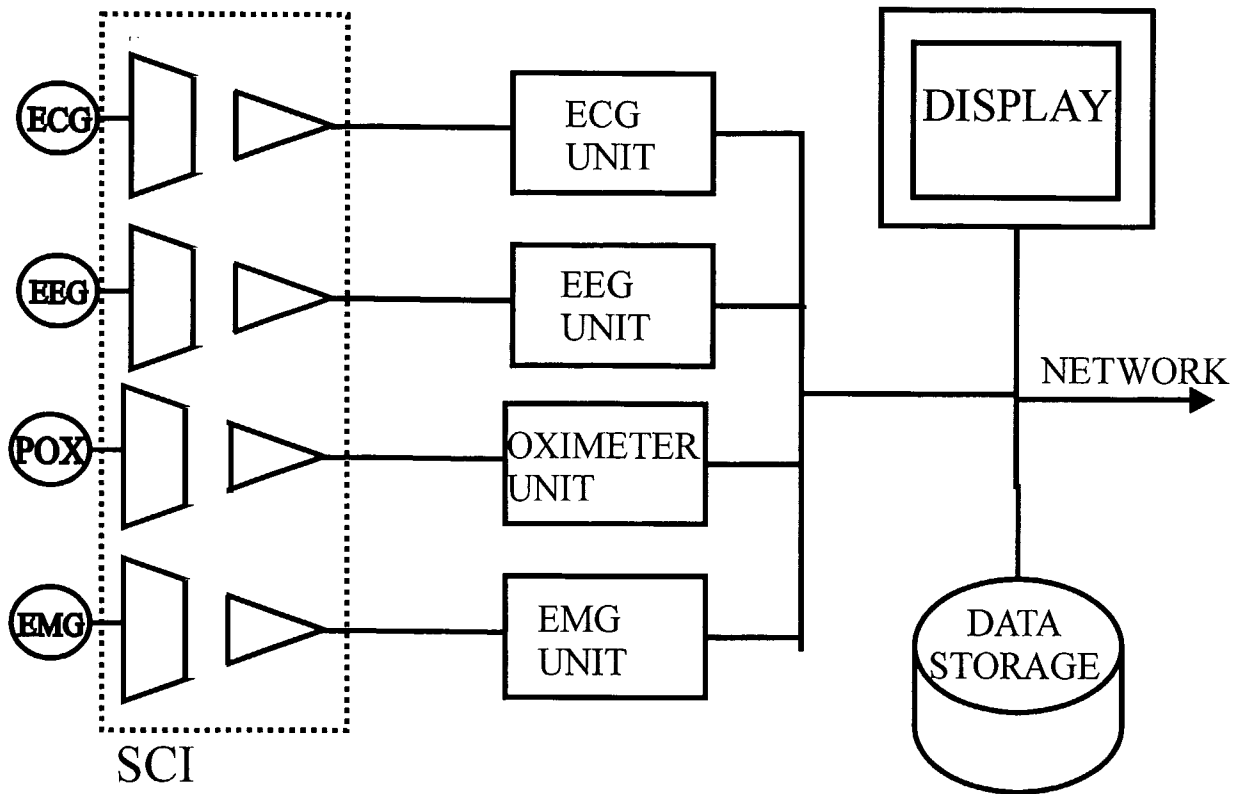 ECG
ECG
UNIT
DISPLAY
EEG
EEG
UNIT
NETWORK
POX
OXIMETER
UNIT
EMG
EMG
UNIT
DATA
STORAGE
SCI